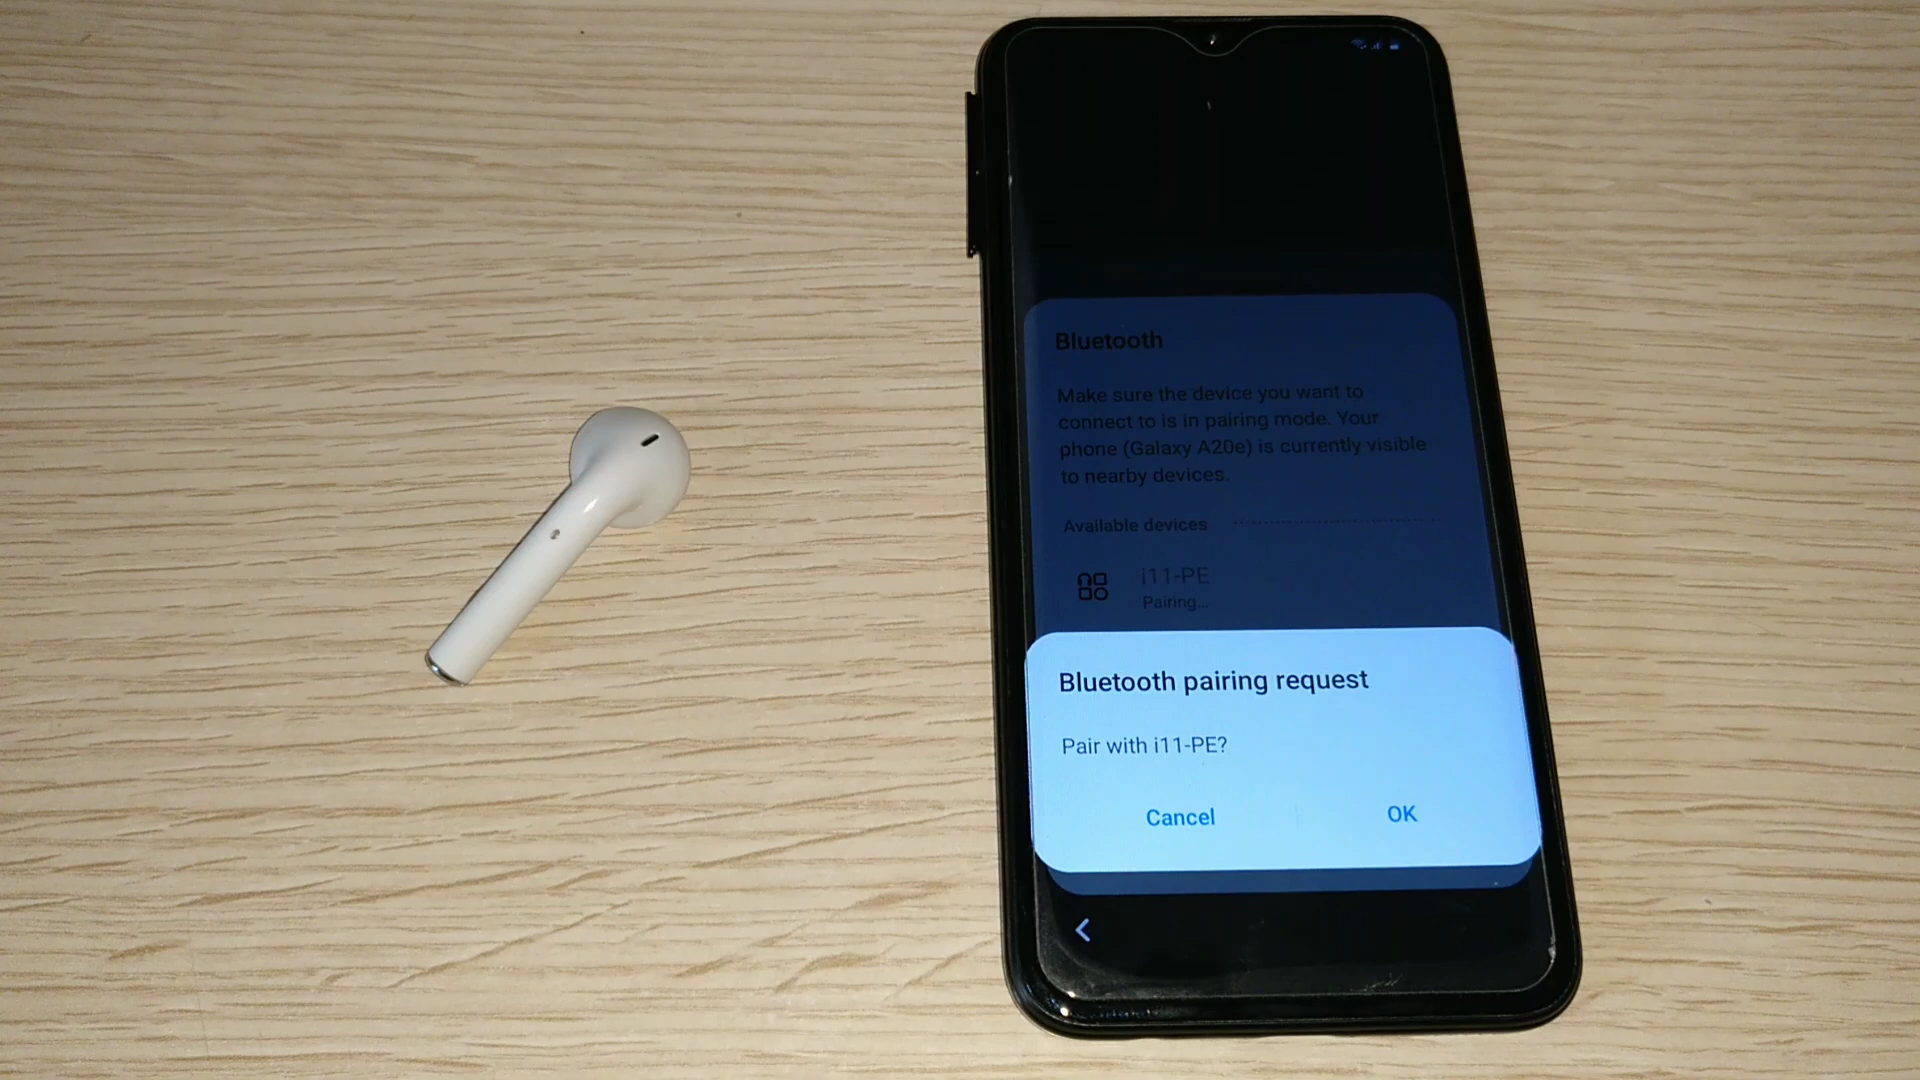 Bluetooth
Make sure the device you want to
connect to is in pairing mode. Your
phone (Galaxy A20e) is currently visible
to nearby devices.
Available devices
i11-PE
Pairing...
Bluetooth pairing request
Pair with i11-PE?
Cancel OK